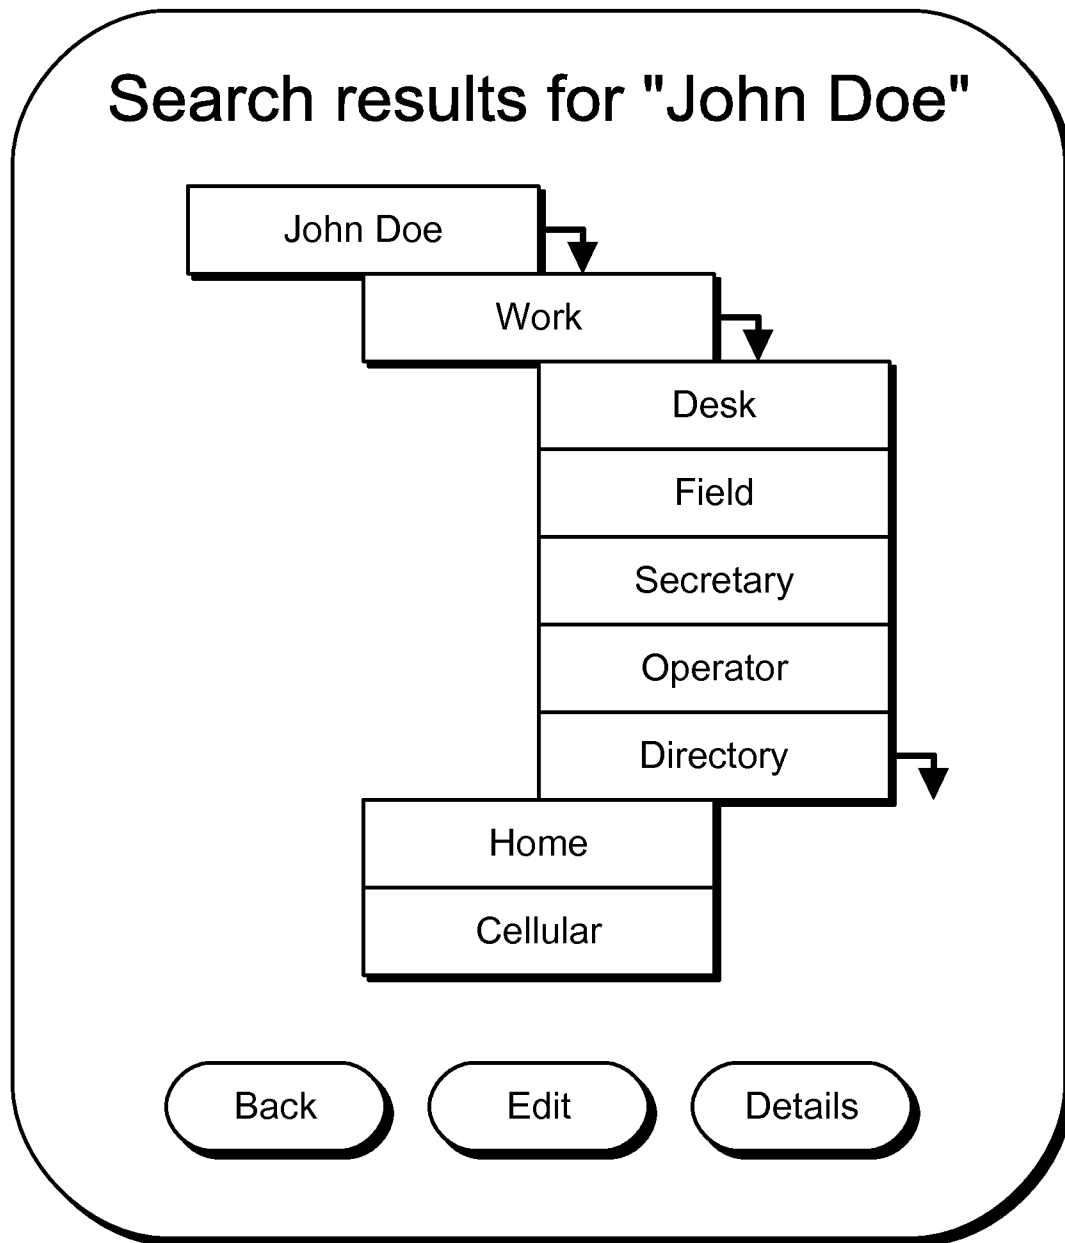 Search results for "John Doe"
John Doe
Work
Desk
Field
Secretary
Operator
Directory
Home
Cellular
Back
Edit
Details